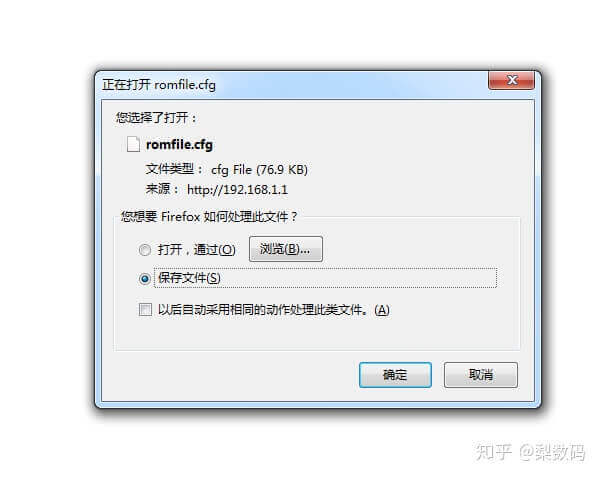 正在打开 romfile.cfg
您选择了打开：
romfile.cfg
文件类型： cfg File (76.9 KB)
来源： http://192.168.1.1
您想要 Firefox 如何处理此文件？
打开，通过(O) 浏览(B)...
保存文件(S)
以后自动采用相同的动作处理此类文件。(A)
确定 取消
知乎 @梨数码